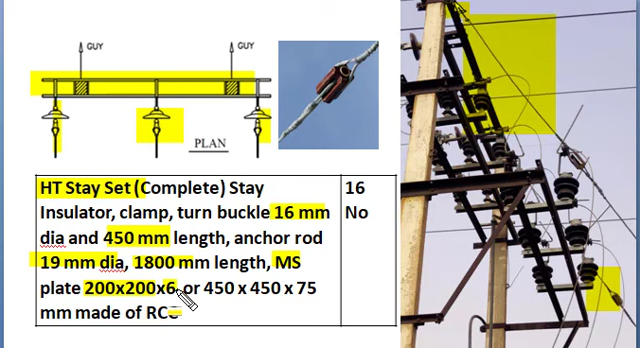 GUY
GUY
PLAN
HT Stay Set (Complete) Stay
Insulator, clamp, turn buckle 16 mm
dia and 450 mm length, anchor rod
19 mm dia, 1800 mm length, MS
plate 200x200x6, or 450 x 450 x 75
mm made of RCC
16
No